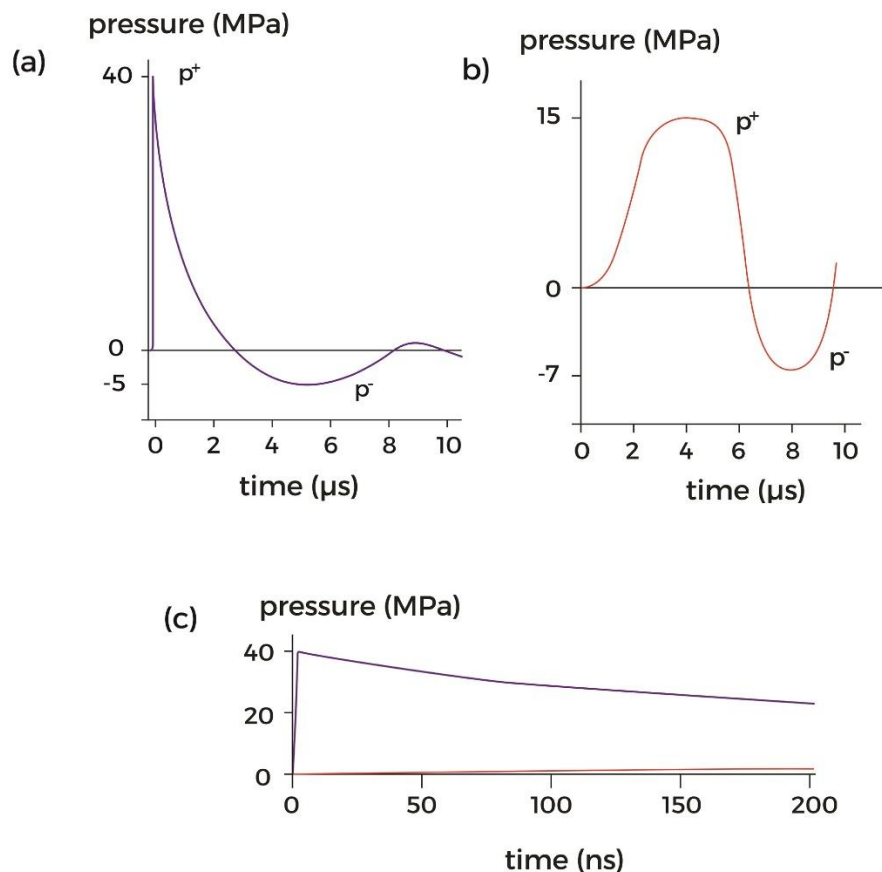 pressure (MPa)
(a)
p⁺
40
0
-5
p⁻
0 2 4 6 8 10
time (µs)
pressure (MPa)
b)
15
p⁺
0
-7
p⁻
0 2 4 6 8 10
time (µs)
pressure (MPa)
(c)
40
20
0
0 50 100 150 200
time (ns)